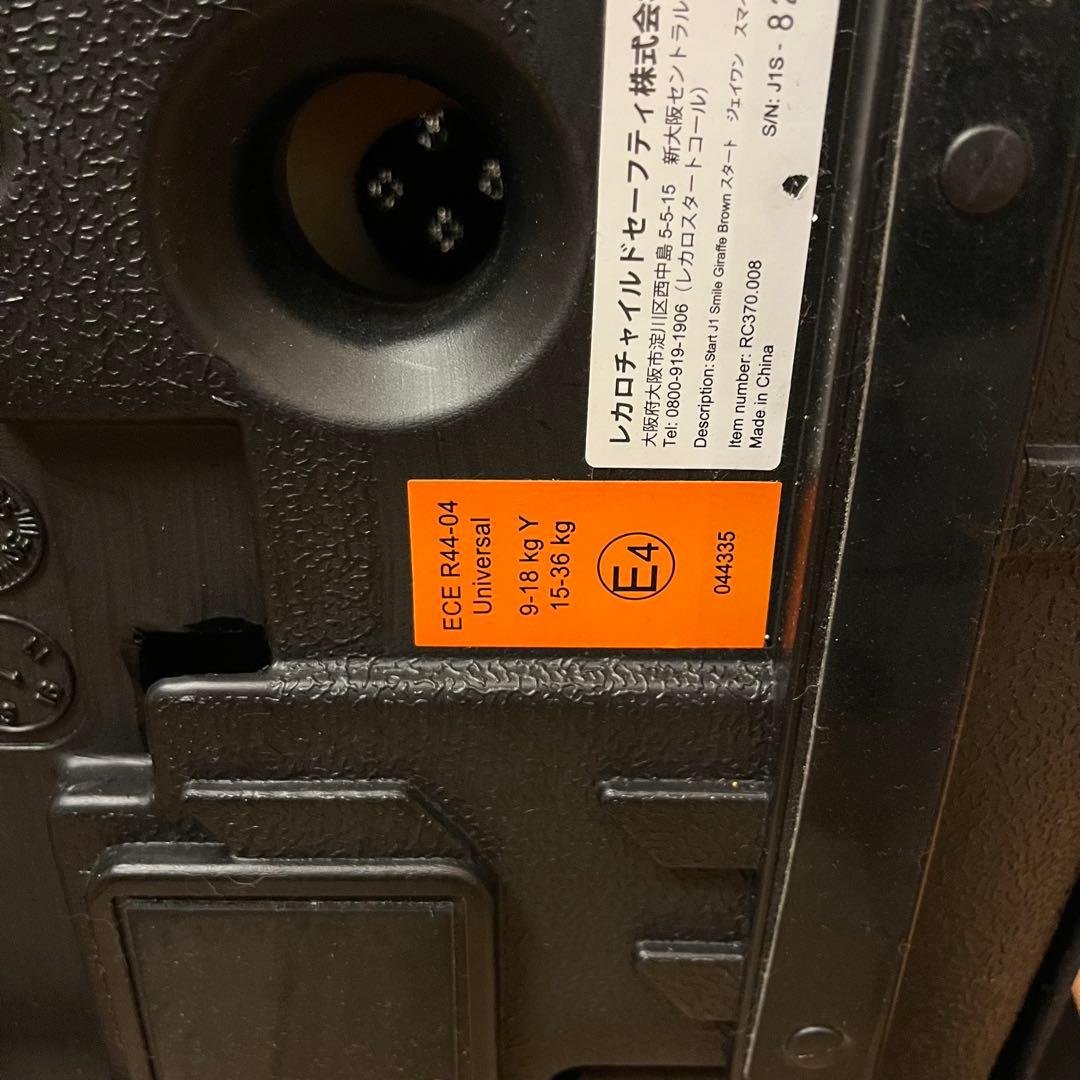 レカロチャイルドセーフティ株式会
大阪府大阪市淀川区西中島 5-5-15 新大阪セントラル
Tel: 0800-919-1906（レカロスタートコール）
Description: Start J1 Smile Giraffe Brown スタート ジェイワン スマ
Item number: RC370.008
Made in China
S/N: J1S - 8
ECE R44-04
Universal
9-18 kg Y
15-36 kg
E4
044335